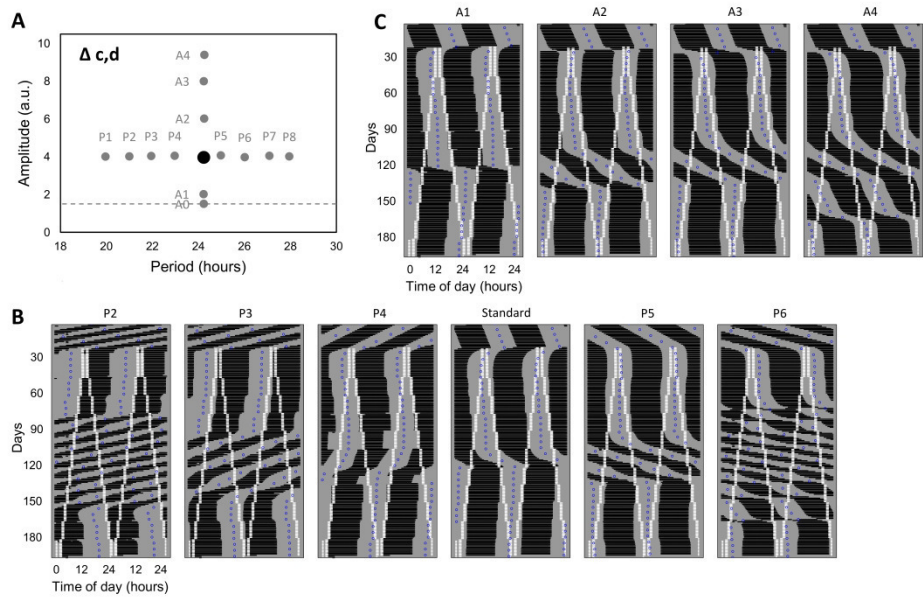 A
Δ c,d
Amplitude (a.u.)
10
8
6
4
2
0
A4
A3
A2
P1 P2 P3 P4 P5 P6 P7 P8
A1
A0
18 20 22 24 26 28 30
Period (hours)
C
A1 A2 A3 A4
Days
30
60
90
120
150
180
0 12 24 12 24
Time of day (hours)
B
P2 P3 P4 Standard P5 P6
Days
30
60
90
120
150
180
0 12 24 12 24
Time of day (hours)